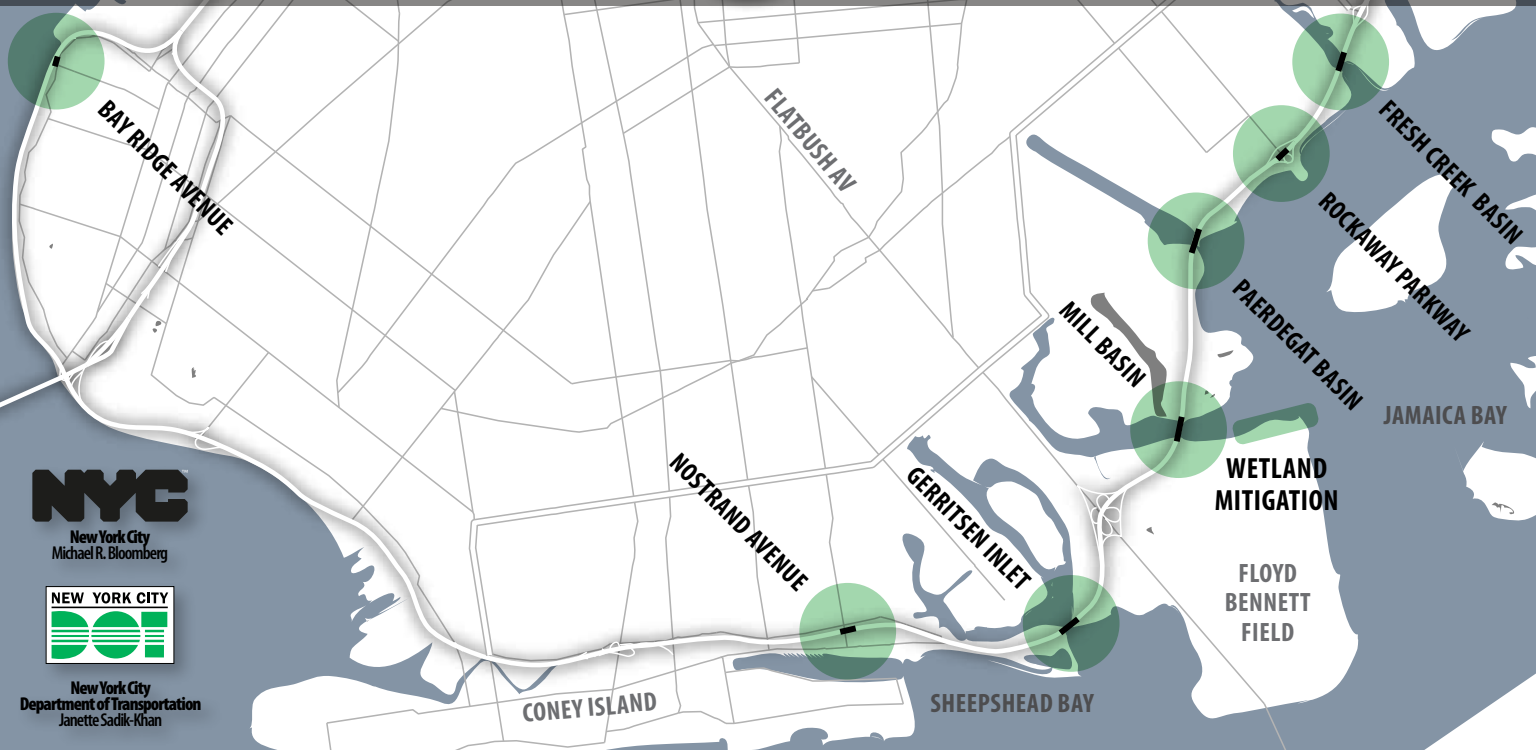 BAY RIDGE AVENUE
FLATBUSH AV
FRESH CREEK BASIN
ROCKAWAY PARKWAY
PAERDEGAT BASIN
MILL BASIN
JAMAICA BAY
WETLAND
MITIGATION
NOSTRAND AVENUE
GERRITSEN INLET
FLOYD
BENNETT
FIELD
CONEY ISLAND
SHEEPSHEAD BAY
NYC
New York City
Michael R. Bloomberg
NEW YORK CITY
DOT
New York City
Department of Transportation
Janette Sadik-Khan